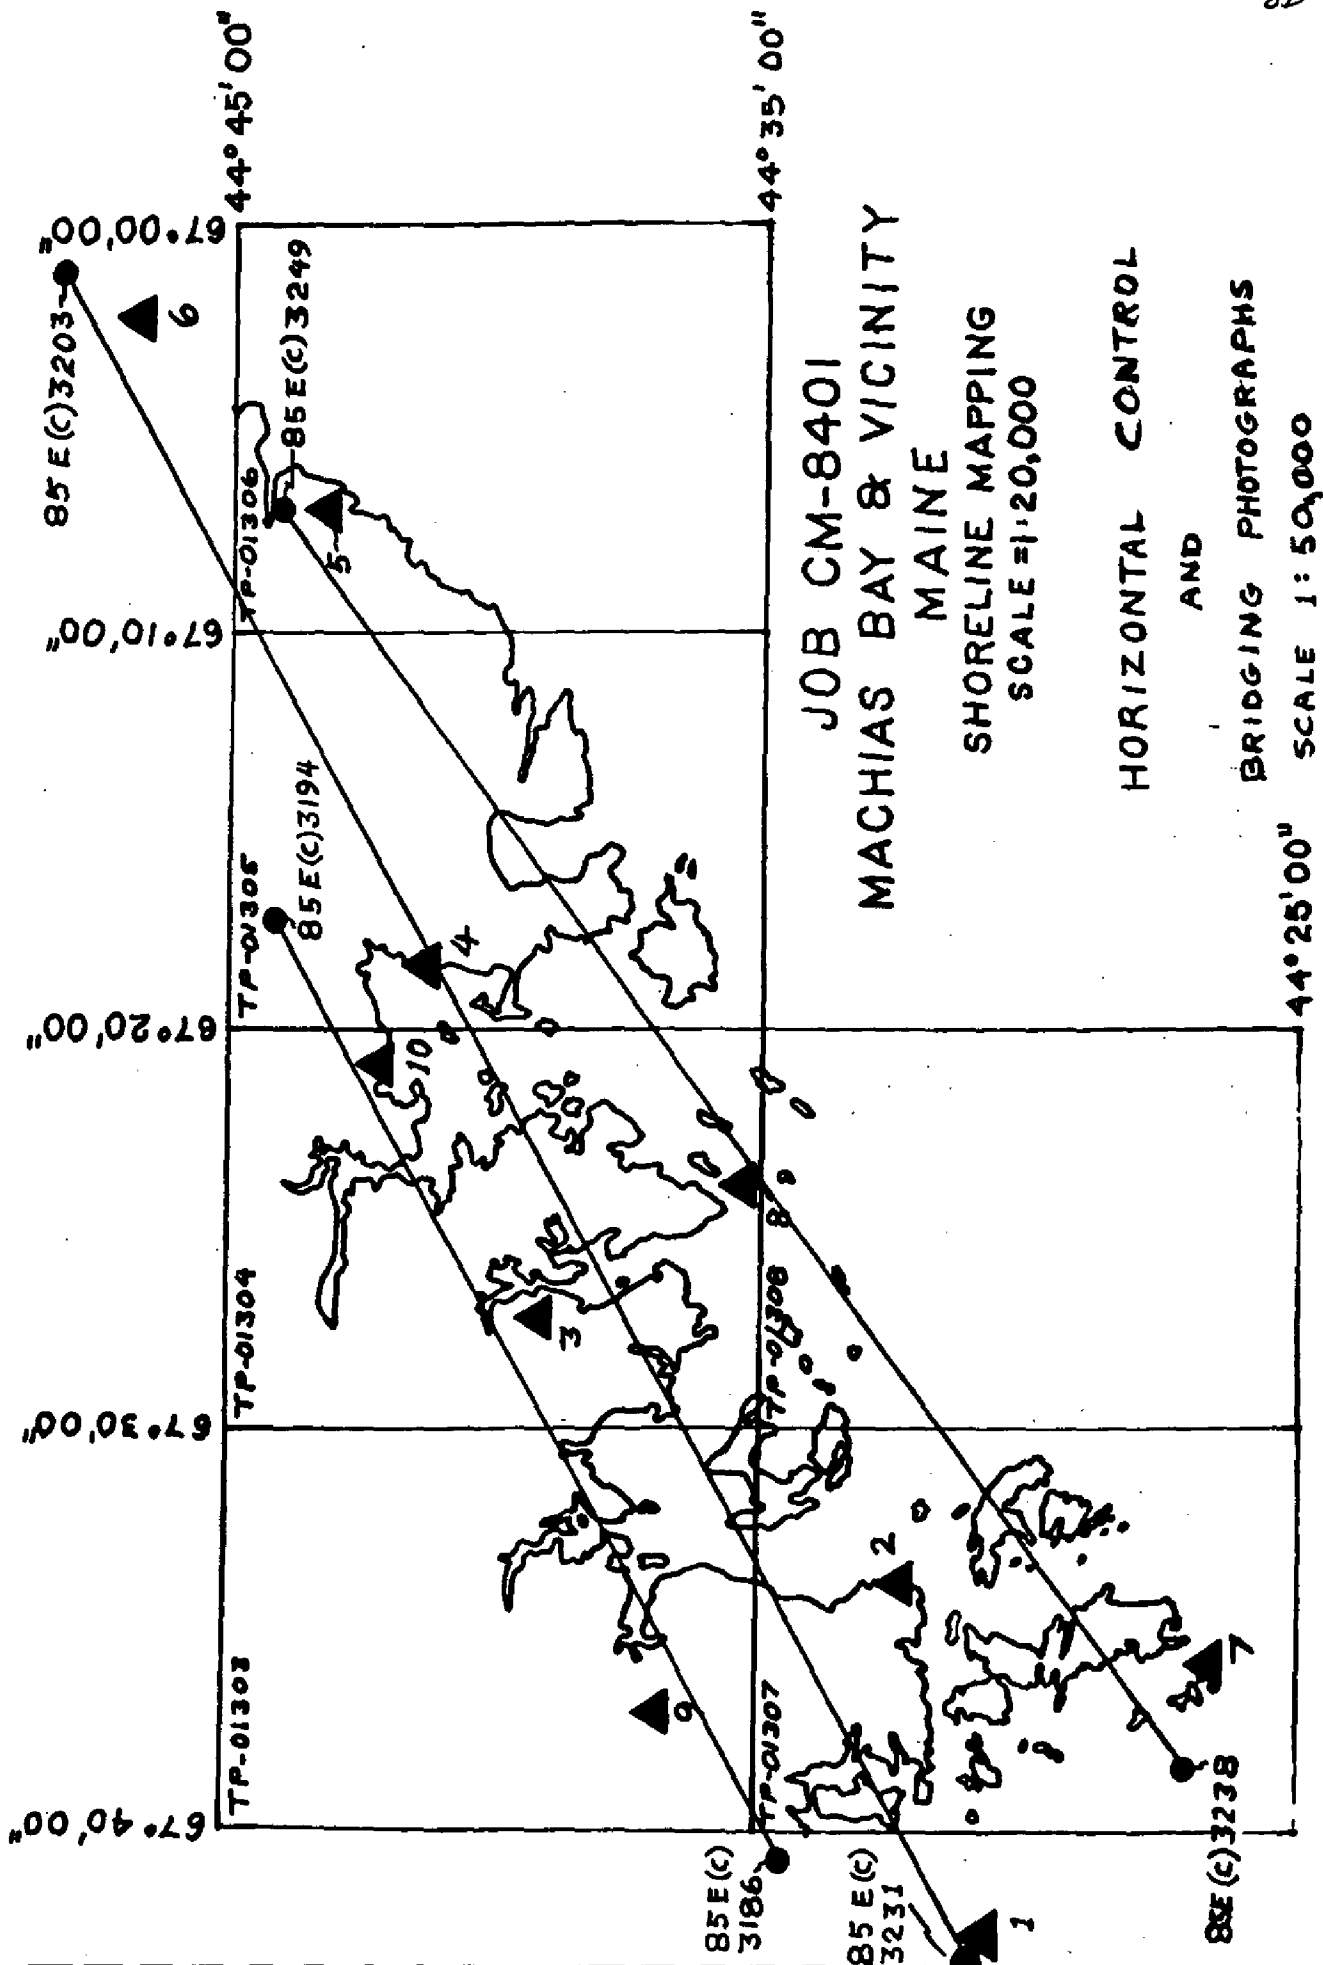 67°40'00"
67°30'00"
67°20'00"
67°10'00"
67°00'00"
44°45'00"
44°35'00"
44°25'00"
TP-01303
TP-01304
TP-01305
TP-01306
TP-01307
TP-01308
85E(c)3203
85E(c)3249
85E(c)3194
85E(c)
3186
85E(c)
3231
85E(c)3238
1
2
3
4
5
6
7
8
9
10
JOB CM-8401
MACHIAS BAY & VICINITY
MAINE
SHORELINE MAPPING
SCALE=1:20,000
HORIZONTAL CONTROL
AND
BRIDGING PHOTOGRAPHS
SCALE 1:50,000